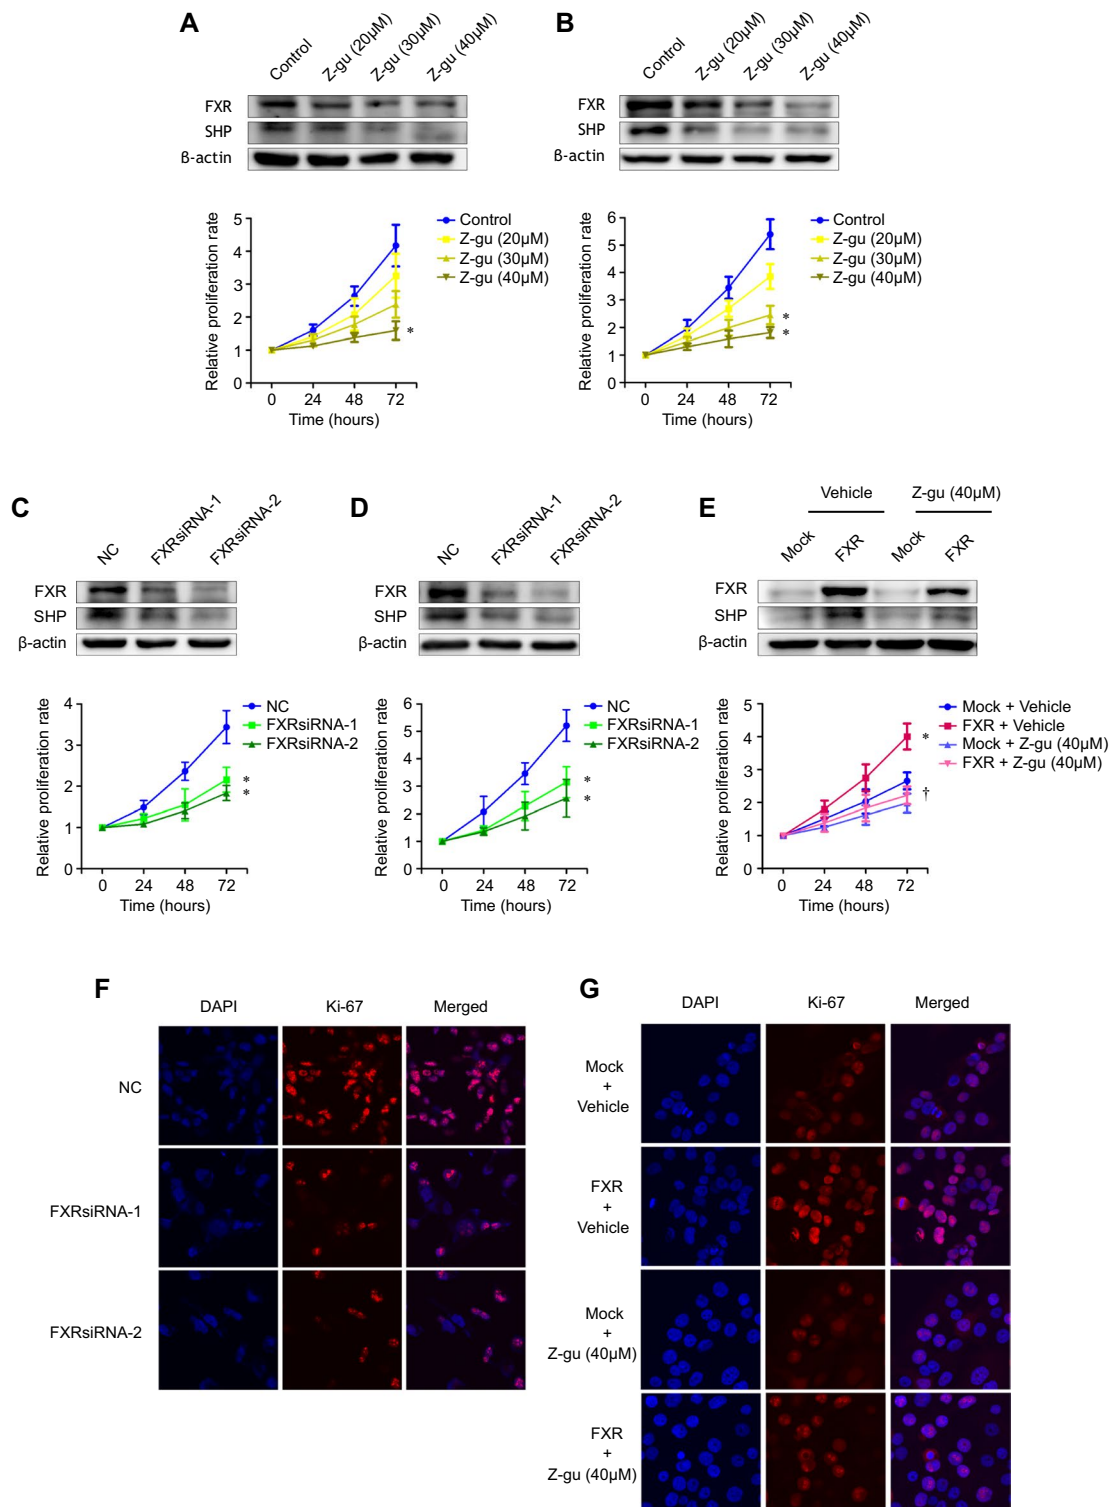 A
Control
Z-gu (20µM)
Z-gu (30µM)
Z-gu (40µM)
FXR
SHP
ß-actin
Relative proliferation rate
5
4
3
2
1
0
0 24 48 72
Time (hours)
Control
Z-gu (20µM)
Z-gu (30µM)
Z-gu (40µM)
*
B
Control
Z-gu (20µM)
Z-gu (30µM)
Z-gu (40µM)
FXR
SHP
ß-actin
Relative proliferation rate
6
5
4
3
2
1
0
0 24 48 72
Time (hours)
Control
Z-gu (20µM)
Z-gu (30µM)
Z-gu (40µM)
*
*
C
NC
FXRsiRNA-1
FXRsiRNA-2
FXR
SHP
β-actin
Relative proliferation rate
4
3
2
1
0
0 24 48 72
Time (hours)
NC
FXRsiRNA-1
FXRsiRNA-2
*
*
D
NC
FXRsiRNA-1
FXRsiRNA-2
FXR
SHP
β-actin
Relative proliferation rate
6
5
4
3
2
1
0
0 24 48 72
Time (hours)
NC
FXRsiRNA-1
FXRsiRNA-2
*
*
E
Vehicle Z-gu (40µM)
Mock FXR Mock FXR
FXR
SHP
β-actin
Relative proliferation rate
5
4
3
2
1
0
0 24 48 72
Time (hours)
Mock + Vehicle
FXR + Vehicle
Mock + Z-gu (40µM)
FXR + Z-gu (40µM)
*
†
F
DAPI Ki-67 Merged
NC
FXRsiRNA-1
FXRsiRNA-2
G
DAPI Ki-67 Merged
Mock
+
Vehicle
FXR
+
Vehicle
Mock
+
Z-gu (40µM)
FXR
+
Z-gu (40µM)